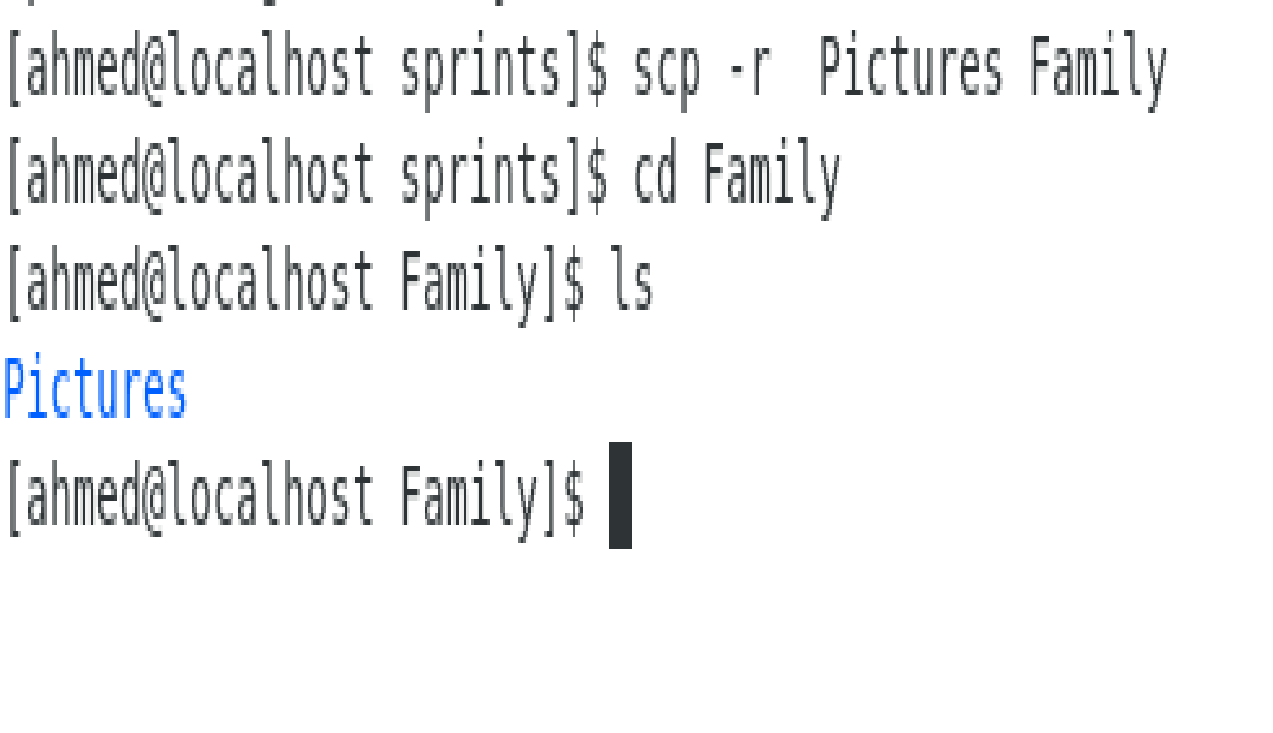 [ahmed@localhost sprints]$ scp -r  Pictures Family
[ahmed@localhost sprints]$ cd Family
[ahmed@localhost Family]$ ls
Pictures
[ahmed@localhost Family]$